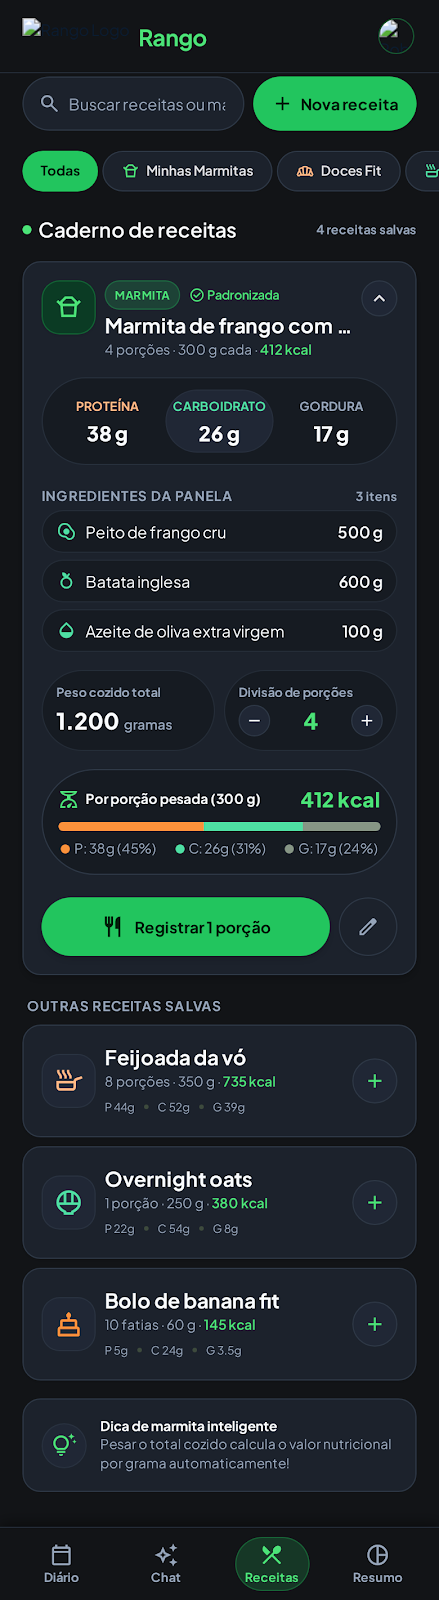 Rango Logo
Rango
Buscar receitas ou ma
Nova receita
Todas
Minhas Marmitas
Doces Fit
Caderno de receitas
4 receitas salvas
MARMITA
Padronizada
Marmita de frango com ...
4 porções · 300 g cada · 412 kcal
PROTEÍNA
CARBOIDRATO
GORDURA
38 g
26 g
17 g
INGREDIENTES DA PANELA
3 itens
Peito de frango cru
500 g
Batata inglesa
600 g
Azeite de oliva extra virgem
100 g
Peso cozido total
1.200 gramas
Divisão de porções
4
Por porção pesada (300 g)
412 kcal
P: 38g (45%)
C: 26g (31%)
G: 17g (24%)
Registrar 1 porção
OUTRAS RECEITAS SALVAS
Feijoada da vó
8 porções · 350 g · 735 kcal
P 44g • C 52g • G 39g
Overnight oats
1 porção · 250 g · 380 kcal
P 22g • C 54g • G 8g
Bolo de banana fit
10 fatias · 60 g · 145 kcal
P 5g • C 24g • G 3.5g
Dica de marmita inteligente
Pesar o total cozido calcula o valor nutricional
por grama automaticamente!
Diário
Chat
Receitas
Resumo